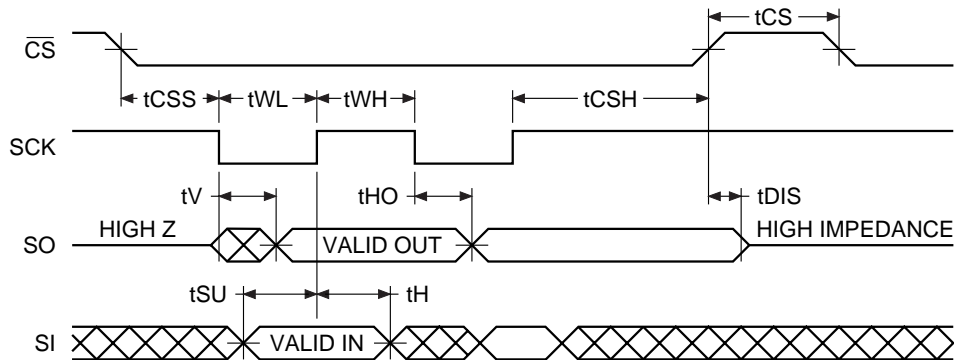 tCS
C̅S̅
tCSS tWL tWH tCSH
SCK
tV tHO tDIS
HIGH Z VALID OUT HIGH IMPEDANCE
SO
tSU tH
SI VALID IN